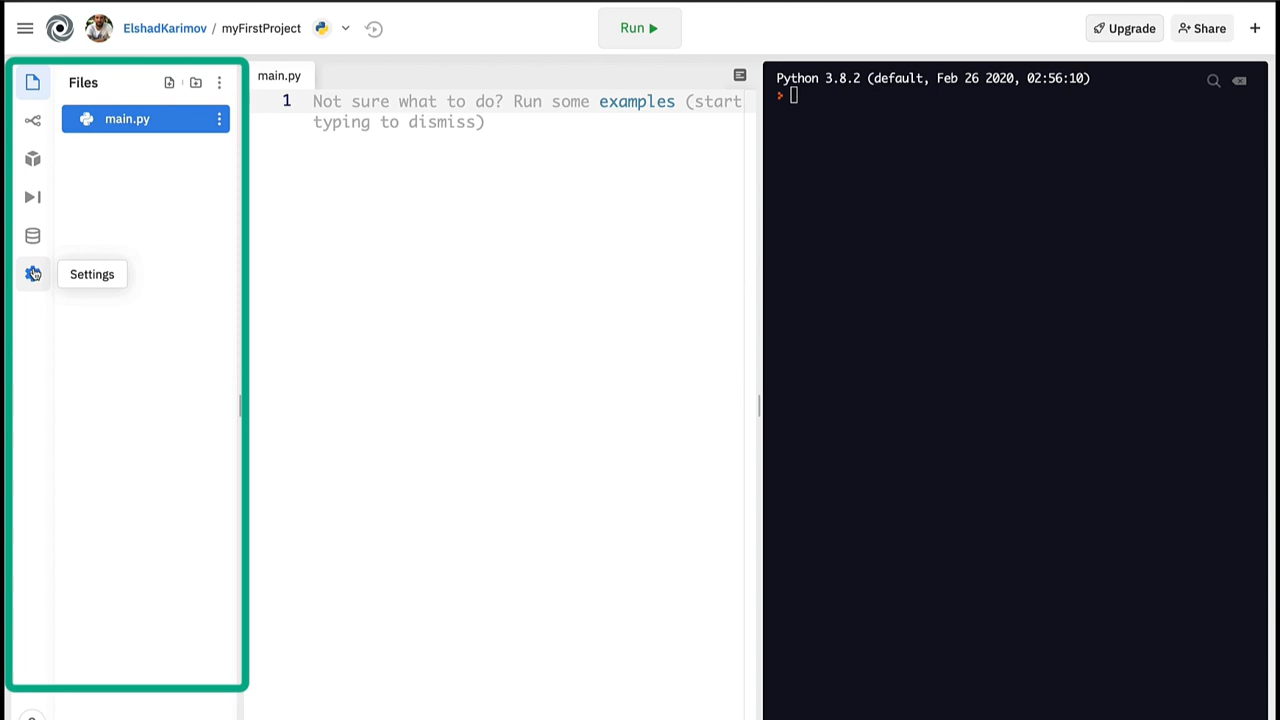 ElshadKarimov / myFirstProject
Run
Upgrade
Share
Files
main.py
Settings
main.py
1 Not sure what to do? Run some examples (start
typing to dismiss)
Python 3.8.2 (default, Feb 26 2020, 02:56:10)